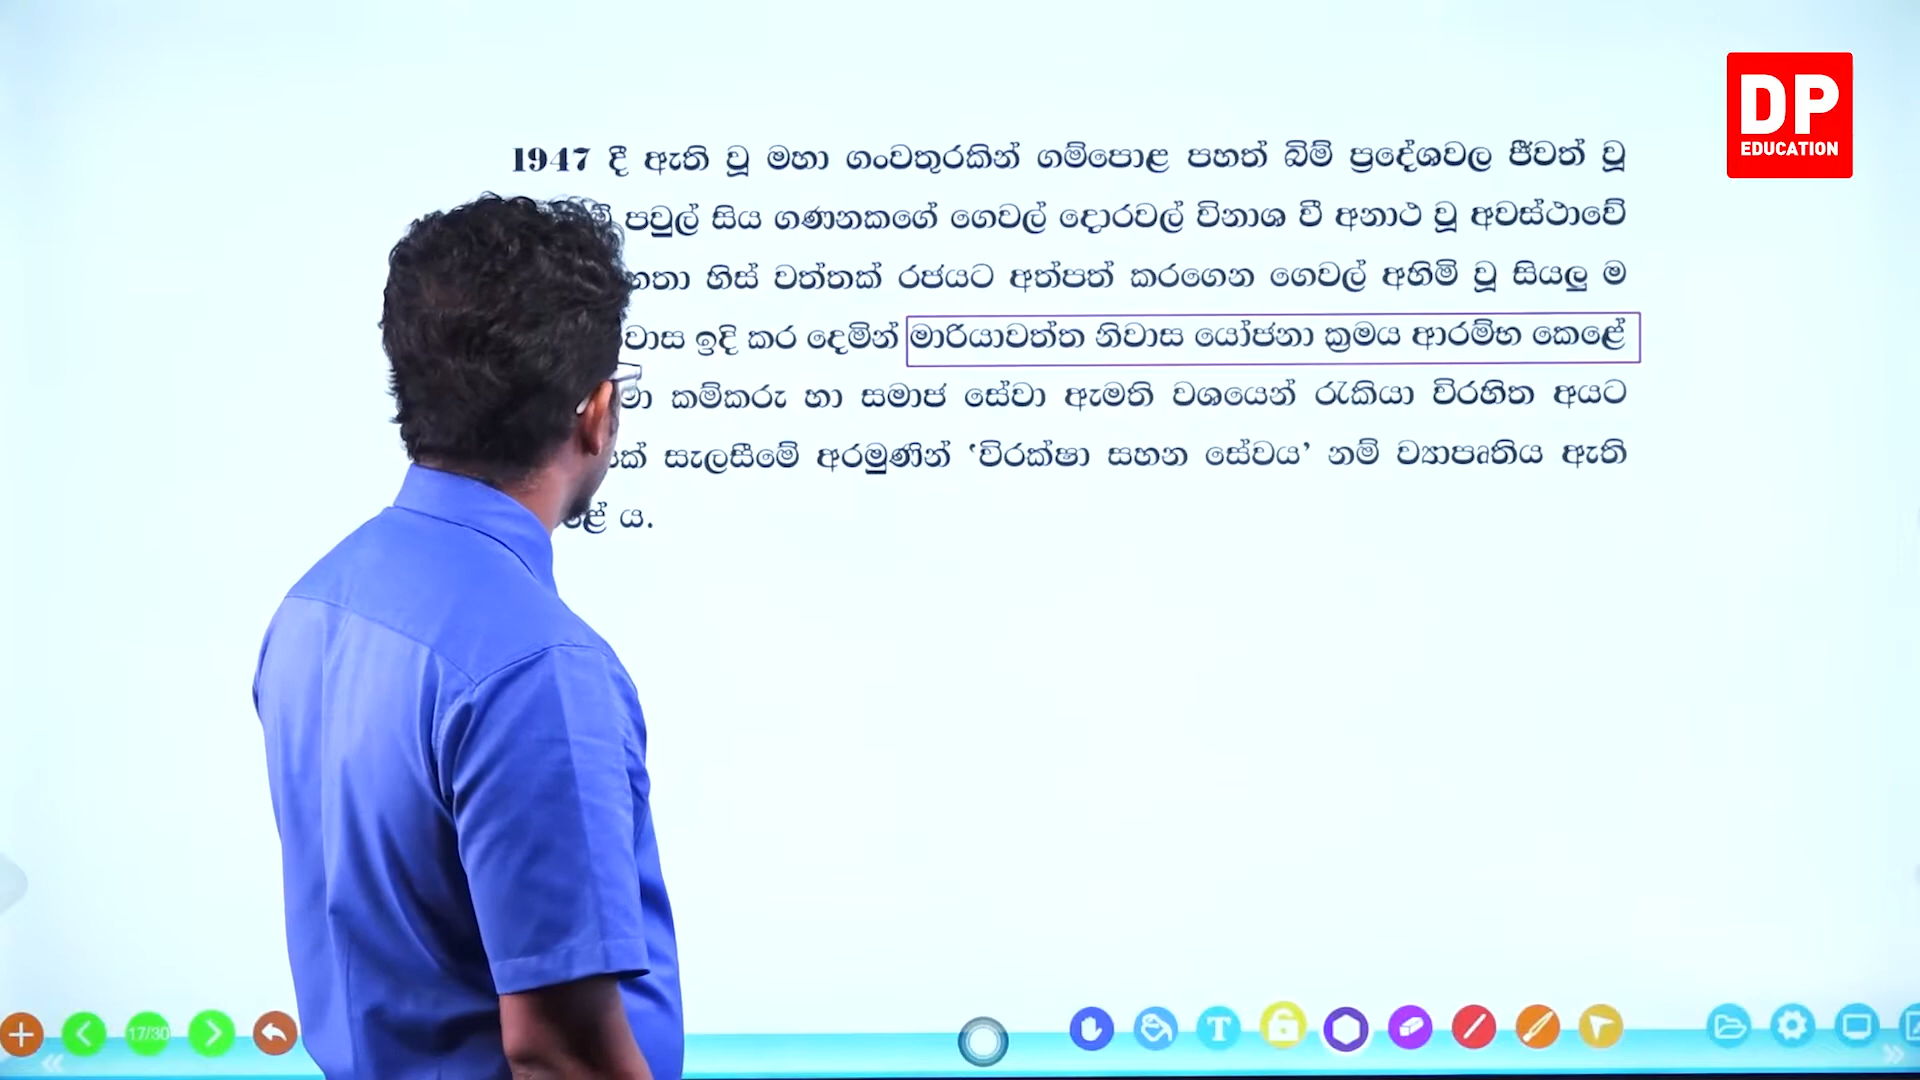 DP
EDUCATION
1947 දී ඇති වූ මහා ගංවතුරකින් ගම්පොළ පහත් බිම් ප්‍රදේශවල ජීවත් වූ
පවුල් සිය ගණනකගේ ගෙවල් දොරවල් විනාශ වී අනාථ වූ අවස්ථාවේ
හිස් වත්තක් රජයට අත්පත් කරගෙන ගෙවල් අහිමි වූ සියලු ම
ඉදි කර දෙමින් මාරියාවත්ත නිවාස යෝජනා ක්‍රමය ආරම්භ කෙළේ
කම්කරු හා සමාජ සේවා ඇමති වශයෙන් රැකියා විරහිත අයට
සැලසීමේ අරමුණින් ‘විරක්ෂා සහන සේවය’ නම් ව්‍යාපෘතිය ඇති
ය.
17/30
T